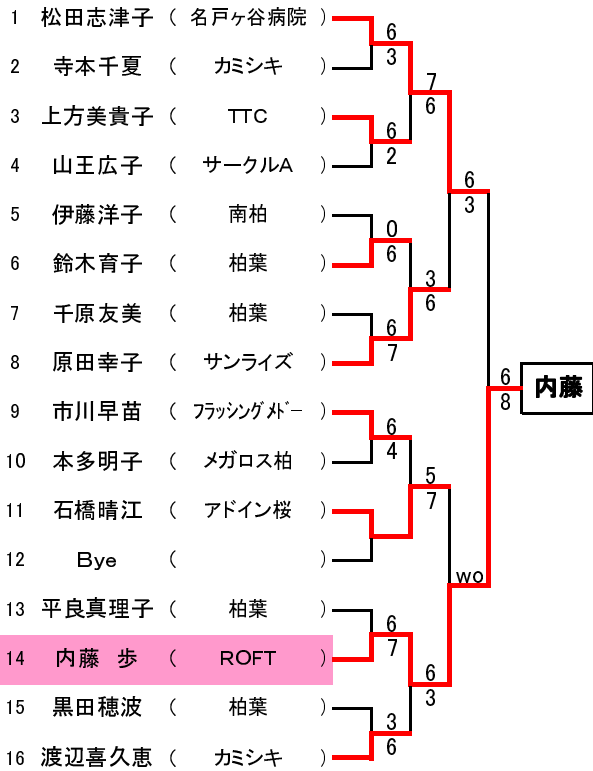 1 松田志津子 ( 名戸ヶ谷病院 )
6
3
2 寺本千夏 ( カミシキ )
7
6
3 上方美貴子 ( TTC )
6
2
4 山王広子 ( サークルA )
6
3
5 伊藤洋子 ( 南柏 )
0
6
6 鈴木育子 ( 柏葉 )
3
6
7 千原友美 ( 柏葉 )
6
7
8 原田幸子 ( サンライズ )
6
8
内藤
9 市川早苗 ( フラッシングメドー )
6
4
10 本多明子 ( メガロス柏 )
5
7
11 石橋晴江 ( アドイン桜 )
12 Bye ( )
wo
13 平良真理子 ( 柏葉 )
6
7
14 内藤 歩 ( ROFT )
6
3
15 黒田穂波 ( 柏葉 )
3
6
16 渡辺喜久恵 ( カミシキ )